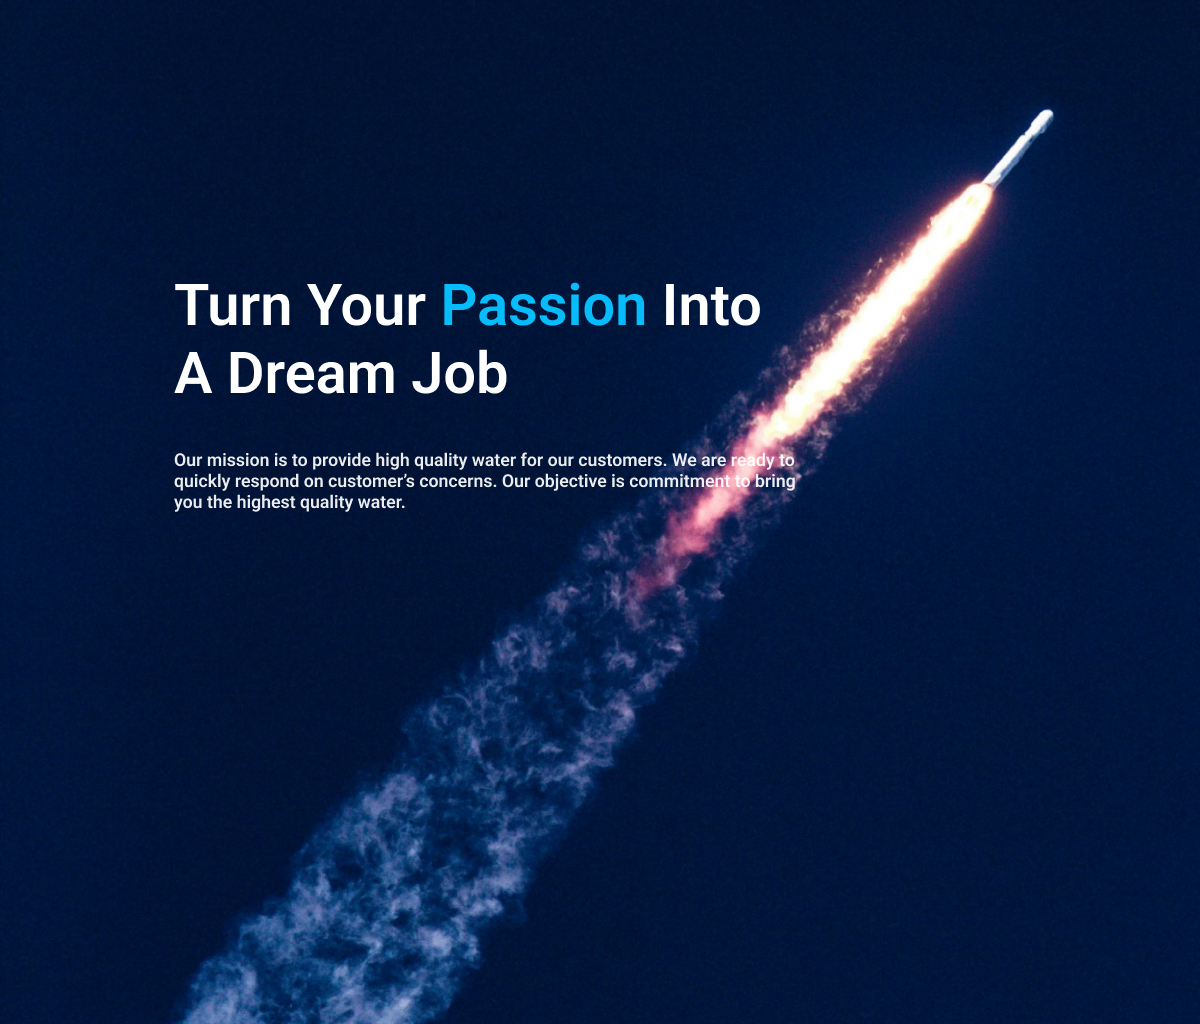 Turn Your Passion Into
A Dream Job
Our mission is to provide high quality water for our customers. We are ready to
quickly respond on customer’s concerns. Our objective is commitment to bring
you the highest quality water.